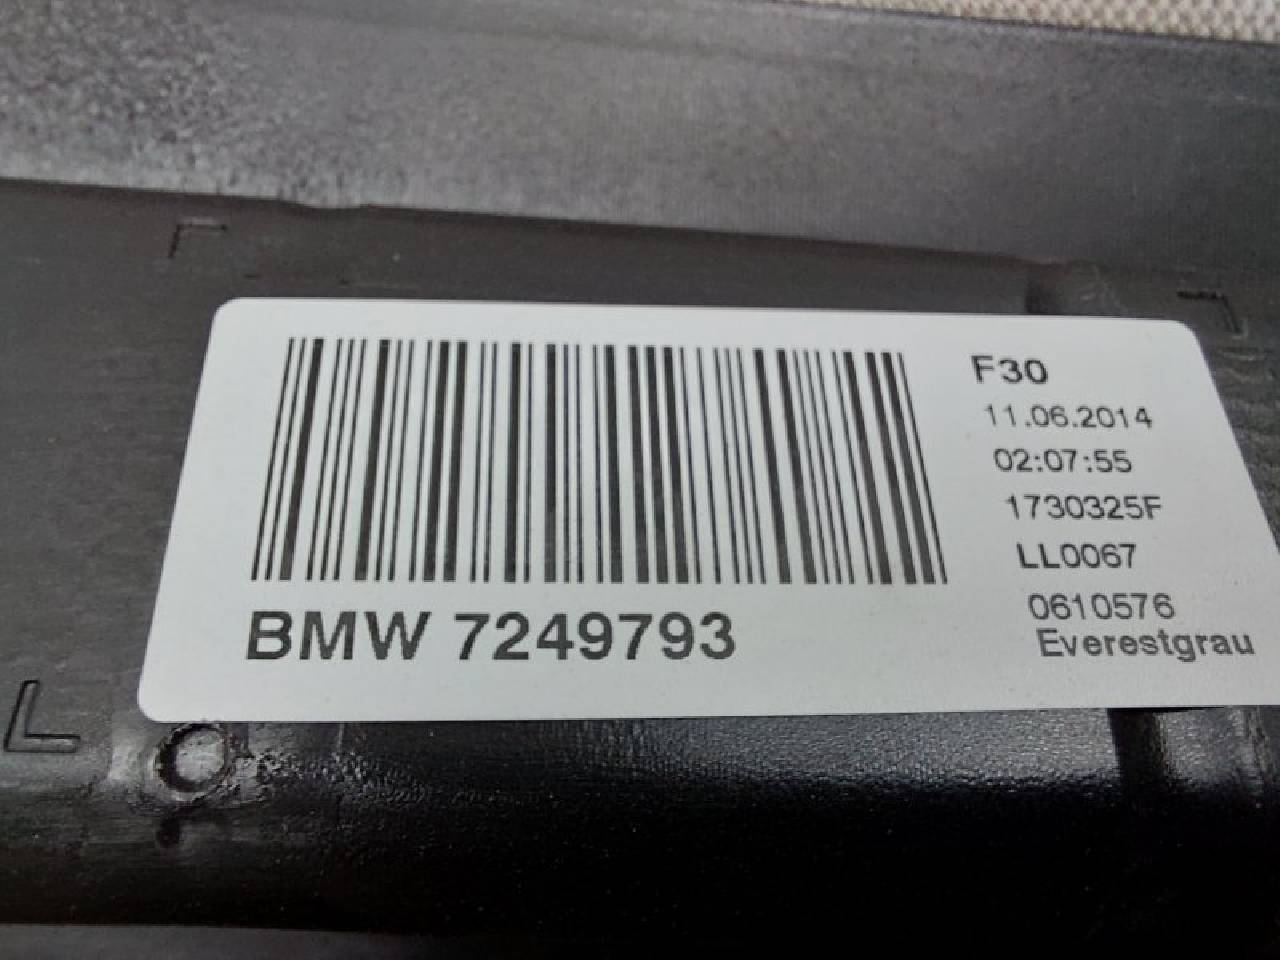 F30
11.06.2014
02:07:55
1730325F
LL0067
0610576
Everestgrau
BMW 7249793
L